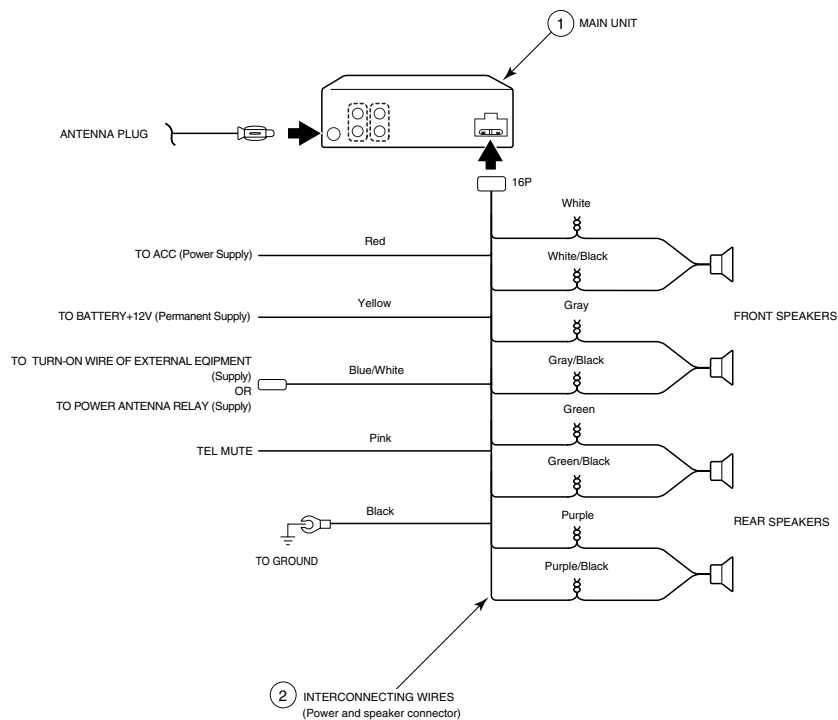 1 MAIN UNIT
ANTENNA PLUG
16P
White
Red
TO ACC (Power Supply)
White/Black
Yellow
Gray
TO BATTERY+12V (Permanent Supply)
FRONT SPEAKERS
TO TURN-ON WIRE OF EXTERNAL EQIPMENT
(Supply)
OR
TO POWER ANTENNA RELAY (Supply)
Blue/White
Gray/Black
Green
Pink
TEL MUTE
Green/Black
Black
Purple
REAR SPEAKERS
TO GROUND
Purple/Black
2 INTERCONNECTING WIRES
(Power and speaker connector)